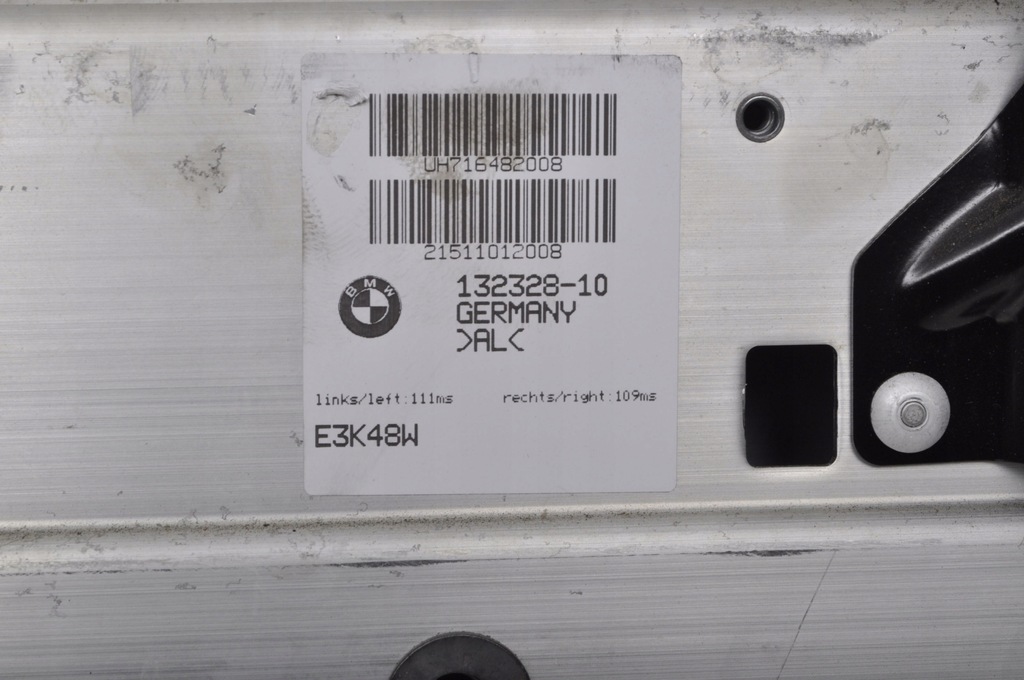 UH716482008
21511012008
BMW
132328-10
GERMANY
>AL<
links/left:111ms rechts/right:109ms
E3K48W